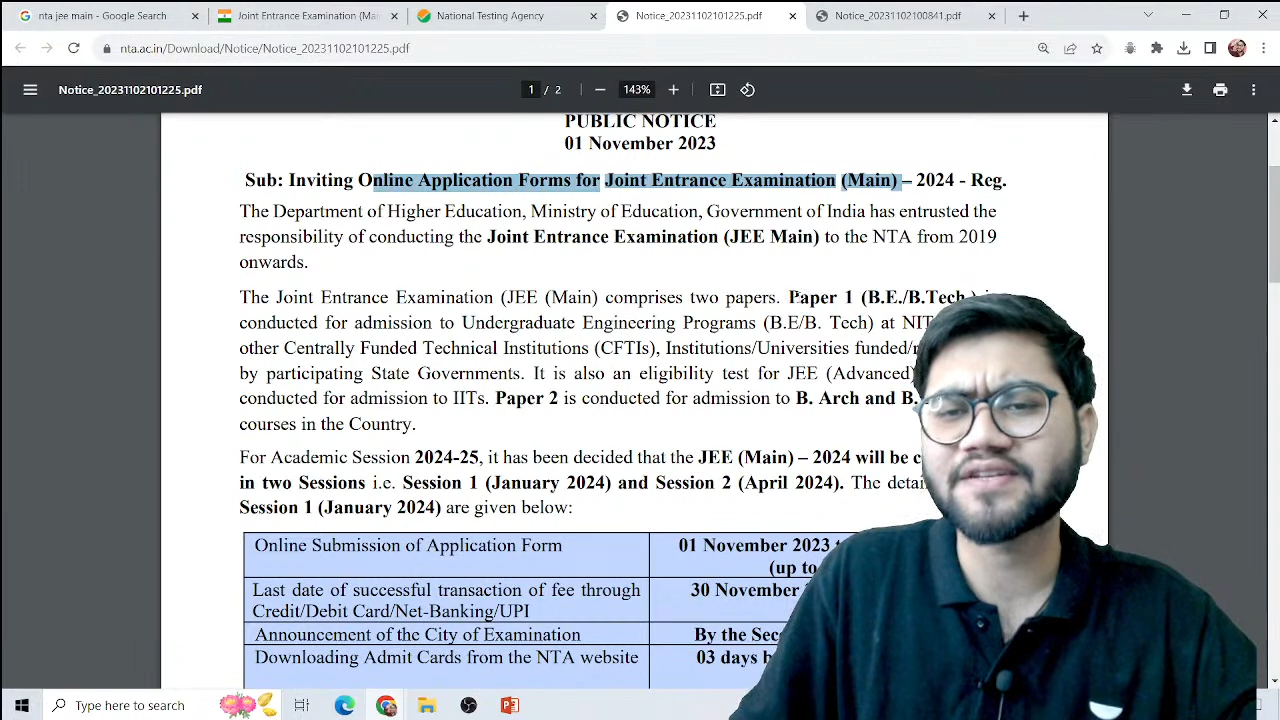 nta jee main - Google Search
Joint Entrance Examination (Mai
National Testing Agency
Notice_20231102101225.pdf
Notice_20231102100841.pdf
nta.ac.in/Download/Notice/Notice_20231102101225.pdf
Notice_20231102101225.pdf
1 / 2
143%
PUBLIC NOTICE
01 November 2023
Sub: Inviting Online Application Forms for Joint Entrance Examination (Main) – 2024 - Reg.
The Department of Higher Education, Ministry of Education, Government of India has entrusted the
responsibility of conducting the Joint Entrance Examination (JEE Main) to the NTA from 2019
onwards.
The Joint Entrance Examination (JEE (Main) comprises two papers. Paper 1 (B.E./B.Tech.)
conducted for admission to Undergraduate Engineering Programs (B.E/B. Tech) at
other Centrally Funded Technical Institutions (CFTIs), Institutions/Universities
by participating State Governments. It is also an eligibility test for JEE (Advanced)
conducted for admission to IITs. Paper 2 is conducted for admission to B. Arch and B.
courses in the Country.
For Academic Session 2024-25, it has been decided that the JEE (Main) – 2024 will be
in two Sessions i.e. Session 1 (January 2024) and Session 2 (April 2024). The
Session 1 (January 2024) are given below:
Online Submission of Application Form
01 November 2023
(up to
Last date of successful transaction of fee through
Credit/Debit Card/Net-Banking/UPI
30 November
Announcement of the City of Examination
By the
Downloading Admit Cards from the NTA website
03 days
Type here to search